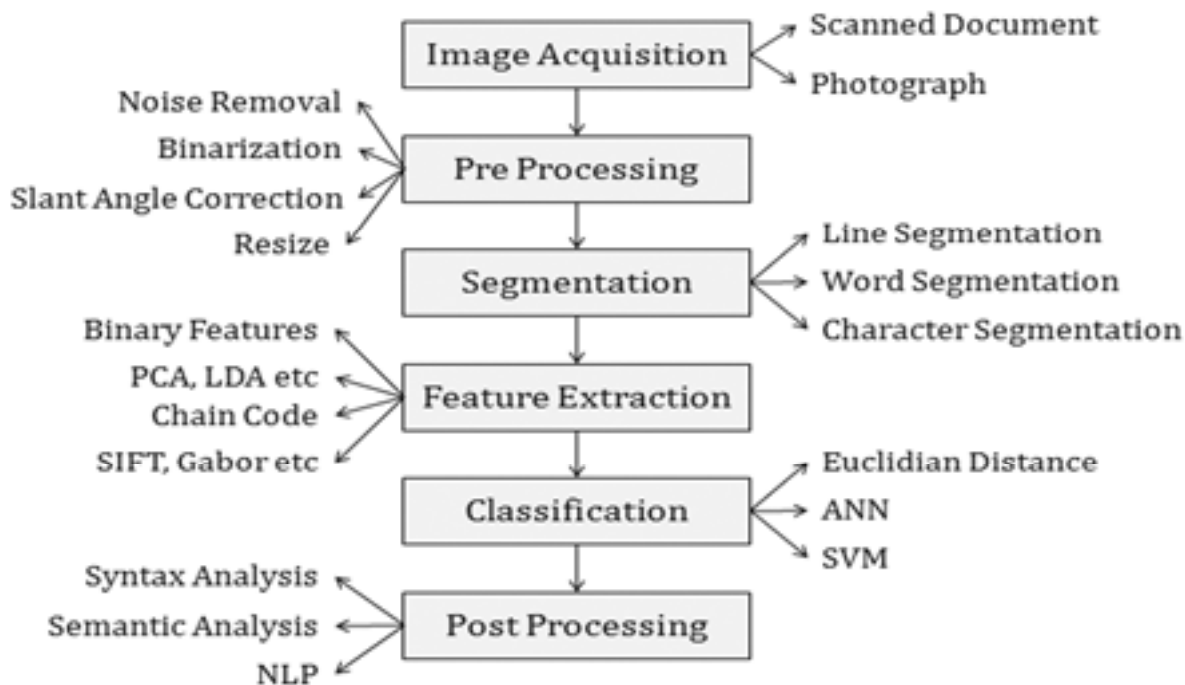 Image Acquisition
Scanned Document
Photograph
Noise Removal
Binarization
Slant Angle Correction
Resize
Pre Processing
Segmentation
Line Segmentation
Word Segmentation
Character Segmentation
Binary Features
PCA, LDA etc
Chain Code
SIFT, Gabor etc
Feature Extraction
Classification
Euclidian Distance
ANN
SVM
Syntax Analysis
Semantic Analysis
NLP
Post Processing